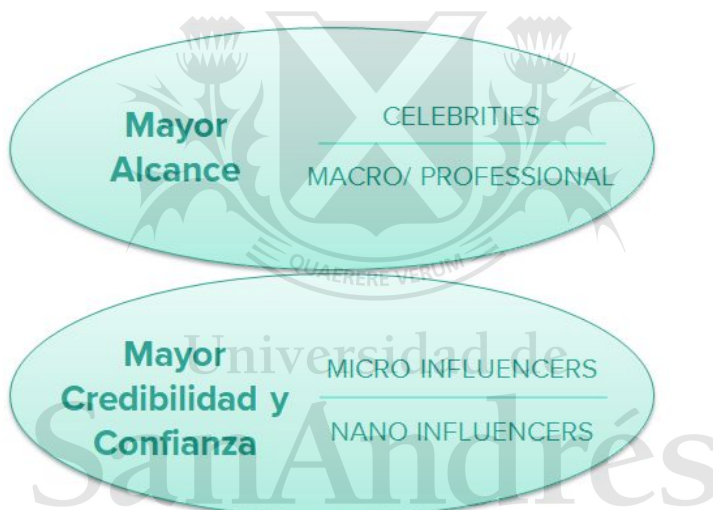 Mayor
Alcance
CELEBRITIES
MACRO/ PROFESSIONAL
QUAERERE VERUM
Universidad de
SanAndrés
Mayor
Credibilidad y
Confianza
MICRO INFLUENCERS
NANO INFLUENCERS